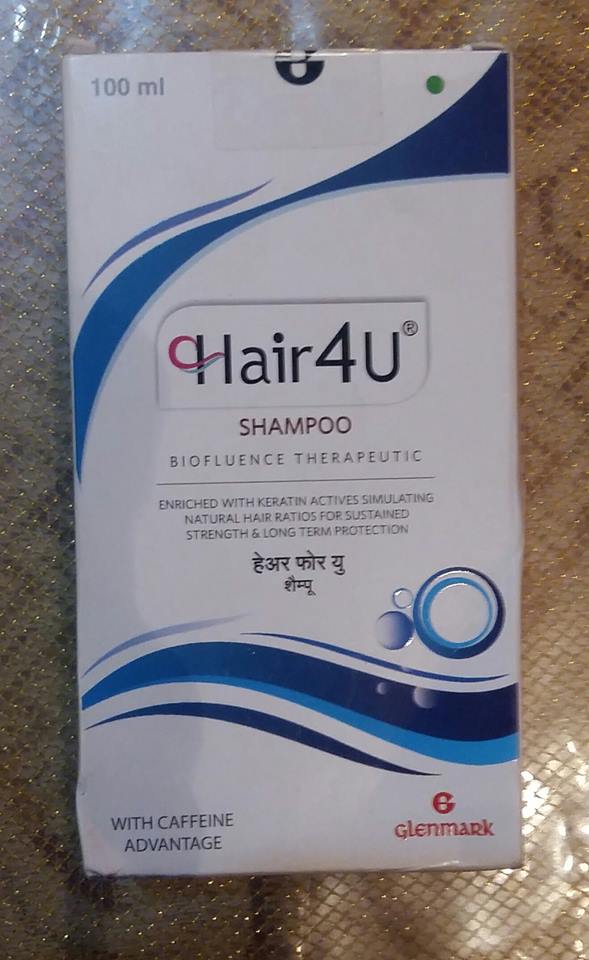 100 ml
Hair4U®
SHAMPOO
BIOFLUENCE THERAPEUTIC
ENRICHED WITH KERATIN ACTIVES SIMULATING
NATURAL HAIR RATIOS FOR SUSTAINED
STRENGTH & LONG TERM PROTECTION
हेअर फोर यु
शैम्पू
WITH CAFFEINE
ADVANTAGE
GLENMARK